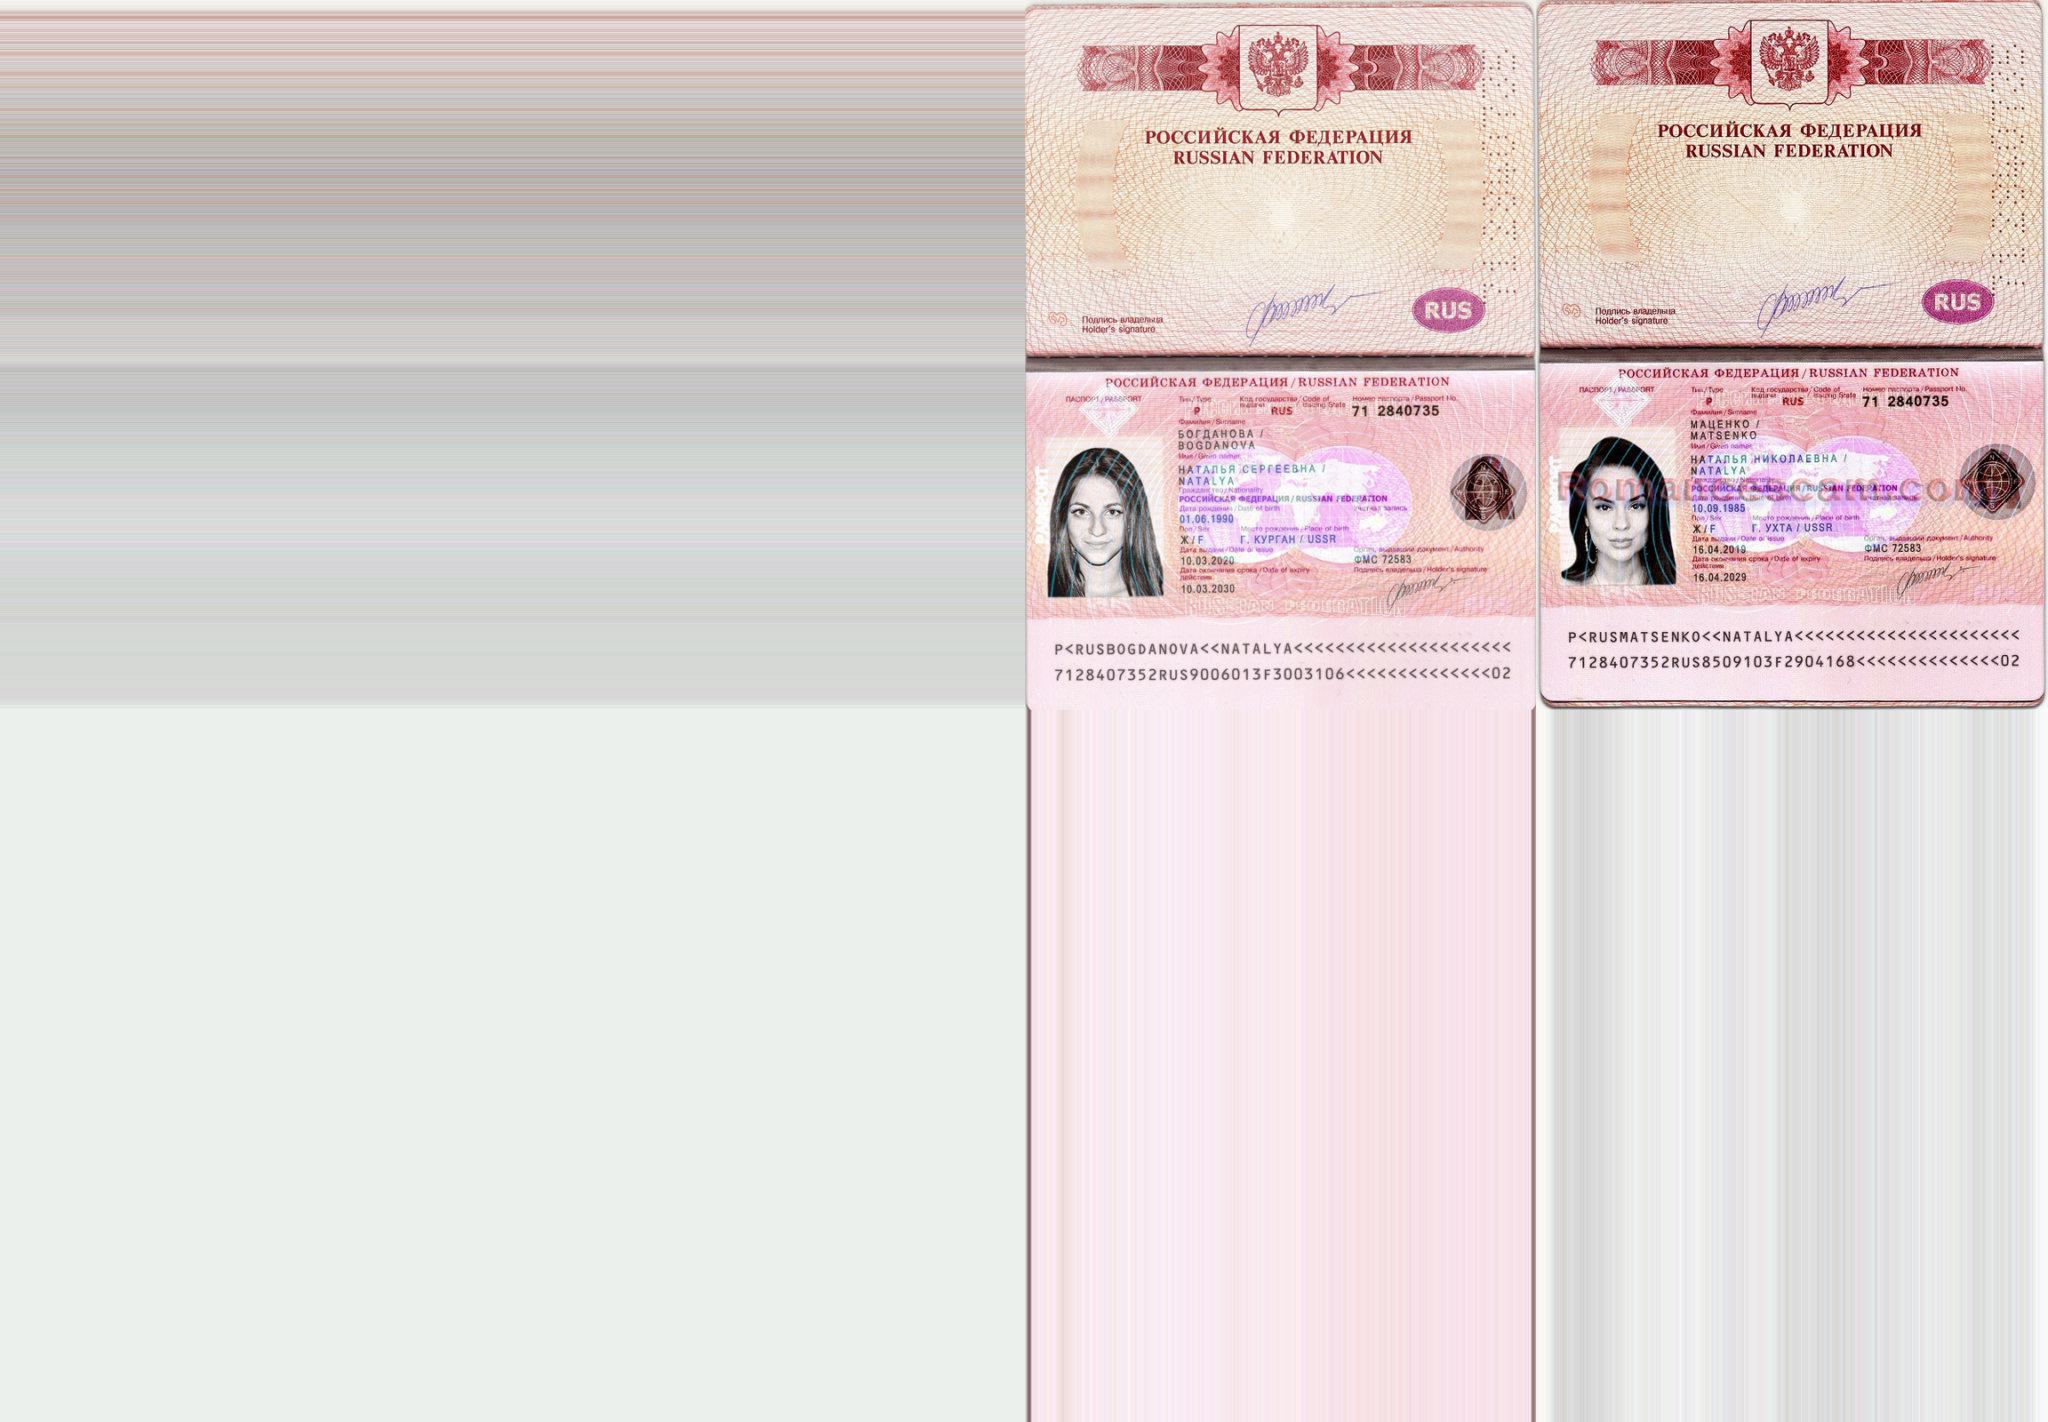 РОССИЙСКАЯ ФЕДЕРАЦИЯ
RUSSIAN FEDERATION
Подпись владельца
Holder's signature
RUS
РОССИЙСКАЯ ФЕДЕРАЦИЯ / RUSSIAN FEDERATION
ПАСПОРТ / PASSPORT
Тип / Type
Код государства / Code of
выдачи issuing State
Номер паспорта / Passport No.
P
RUS
71 2840735
Фамилия / Surname
БОГДАНОВА /
BOGDANOVA
Имя / Given names
НАТАЛЬЯ СЕРГЕЕВНА /
NATALYA
Гражданство / Nationality
РОССИЙСКАЯ ФЕДЕРАЦИЯ / RUSSIAN FEDERATION
Дата рождения / Date of birth
Учетная запись
01.06.1990
Пол / Sex
Место рождения / Place of birth
Ж / F
Г. КУРГАН / USSR
Дата выдачи / Date of issue
Орган, выдавший документ / Authority
10.03.2020
ФМС 72583
Дата окончания срока / Date of expiry
действия
Подпись владельца / Holder's signature
10.03.2030
RUSSIAN FEDERATION
P<RUSBOGDANOVA<<NATALYA<<<<<<<<<<<<<<<<<<<<<
7128407352RUS9006013F3003106<<<<<<<<<<<<<<02
РОССИЙСКАЯ ФЕДЕРАЦИЯ
RUSSIAN FEDERATION
Подпись владельца
Holder's signature
RUS
РОССИЙСКАЯ ФЕДЕРАЦИЯ / RUSSIAN FEDERATION
ПАСПОРТ / PASSPORT
Тип / Type
Код государства / Code of
выдачи issuing State
Номер паспорта / Passport No.
P
RUS
71 2840735
Фамилия / Surname
МАЦЕНКО /
MATSENKO
Имя / Given names
НАТАЛЬЯ НИКОЛАЕВНА /
NATALYA
Гражданство / Nationality
РОССИЙСКАЯ ФЕДЕРАЦИЯ / RUSSIAN FEDERATION
Дата рождения / Date of birth
Учетная запись
10.09.1985
Пол / Sex
Место рождения / Place of birth
Ж / F
Г. УХТА / USSR
Дата выдачи / Date of issue
Орган, выдавший документ / Authority
16.04.2019
ФМС 72583
Дата окончания срока / Date of expiry
действия
Подпись владельца / Holder's signature
16.04.2029
RUSSIAN FEDERATION
P<RUSMATSENKO<<NATALYA<<<<<<<<<<<<<<<<<<<<<<
7128407352RUS8509103F2904168<<<<<<<<<<<<<<02